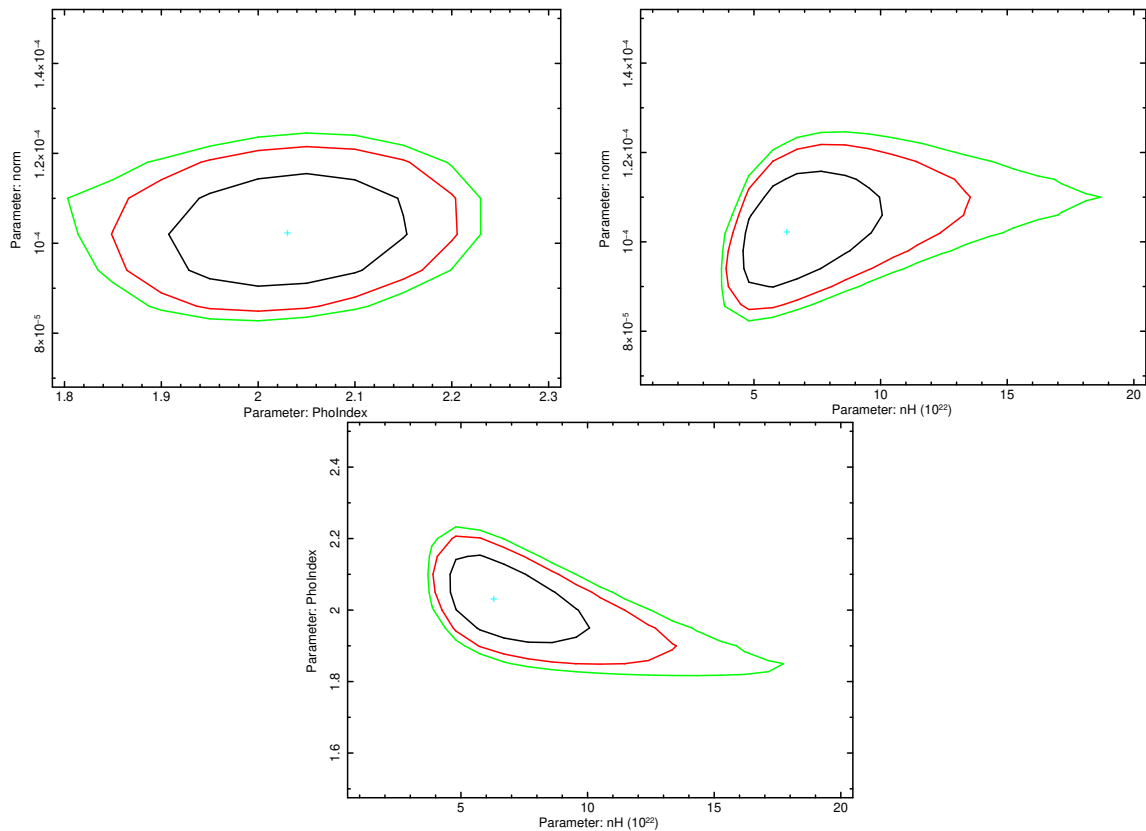 1.4×10⁻⁴
1.2×10⁻⁴
10⁻⁴
8×10⁻⁵
Parameter: norm
1.8 1.9 2 2.1 2.2 2.3
Parameter: PhoIndex
1.4×10⁻⁴
1.2×10⁻⁴
10⁻⁴
8×10⁻⁵
Parameter: norm
5 10 15 20
Parameter: nH (10²²)
2.4
2.2
2
1.8
1.6
Parameter: PhoIndex
5 10 15 20
Parameter: nH (10²²)